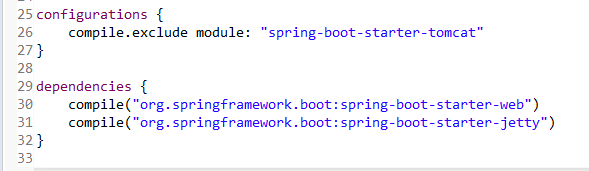 25 configurations {
26     compile.exclude module: "spring-boot-starter-tomcat"
27 }
28
29 dependencies {
30     compile("org.springframework.boot:spring-boot-starter-web")
31     compile("org.springframework.boot:spring-boot-starter-jetty")
32 }
33